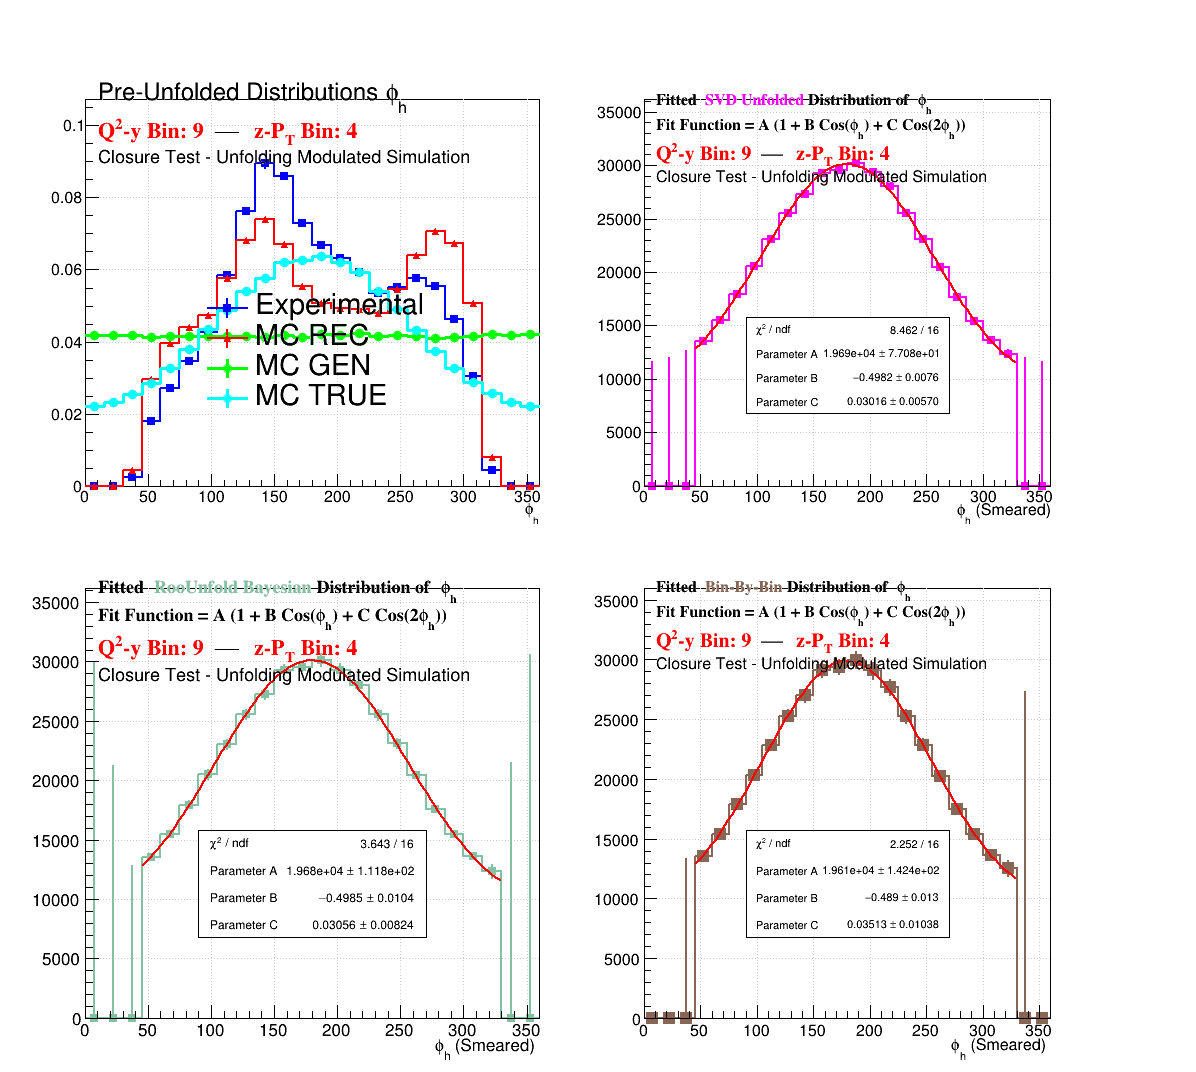 Pre-Unfolded Distributions ϕh
Q²-y Bin: 9 — z-PT Bin: 4
Closure Test - Unfolding Modulated Simulation
0.1
0.08
0.06
0.04
0.02
0
Experimental
MC REC
MC GEN
MC TRUE
0 50 100 150 200 250 300 350
ϕh
Fitted SVD Unfolded Distribution of ϕh
Fit Function = A (1 + B Cos(ϕh) + C Cos(2ϕh))
Q²-y Bin: 9 — z-PT Bin: 4
Closure Test - Unfolding Modulated Simulation
35000
30000
25000
20000
15000
10000
5000
0
χ² / ndf 8.462 / 16
Parameter A 1.969e+04 ± 7.708e+01
Parameter B −0.4982 ± 0.0076
Parameter C 0.03016 ± 0.00570
0 50 100 150 200 250 300 350
ϕh (Smeared)
Fitted RooUnfold Bayesian Distribution of ϕh
Fit Function = A (1 + B Cos(ϕh) + C Cos(2ϕh))
Q²-y Bin: 9 — z-PT Bin: 4
Closure Test - Unfolding Modulated Simulation
35000
30000
25000
20000
15000
10000
5000
0
χ² / ndf 3.643 / 16
Parameter A 1.968e+04 ± 1.118e+02
Parameter B −0.4985 ± 0.0104
Parameter C 0.03056 ± 0.00824
0 50 100 150 200 250 300 350
ϕh (Smeared)
Fitted Bin-By-Bin Distribution of ϕh
Fit Function = A (1 + B Cos(ϕh) + C Cos(2ϕh))
Q²-y Bin: 9 — z-PT Bin: 4
Closure Test - Unfolding Modulated Simulation
35000
30000
25000
20000
15000
10000
5000
0
χ² / ndf 2.252 / 16
Parameter A 1.961e+04 ± 1.424e+02
Parameter B −0.489 ± 0.013
Parameter C 0.03513 ± 0.01038
0 50 100 150 200 250 300 350
ϕh (Smeared)